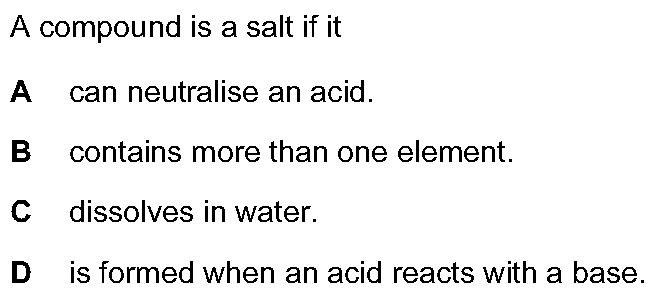 A compound is a salt if it
A can neutralise an acid.
B contains more than one element.
C dissolves in water.
D is formed when an acid reacts with a base.